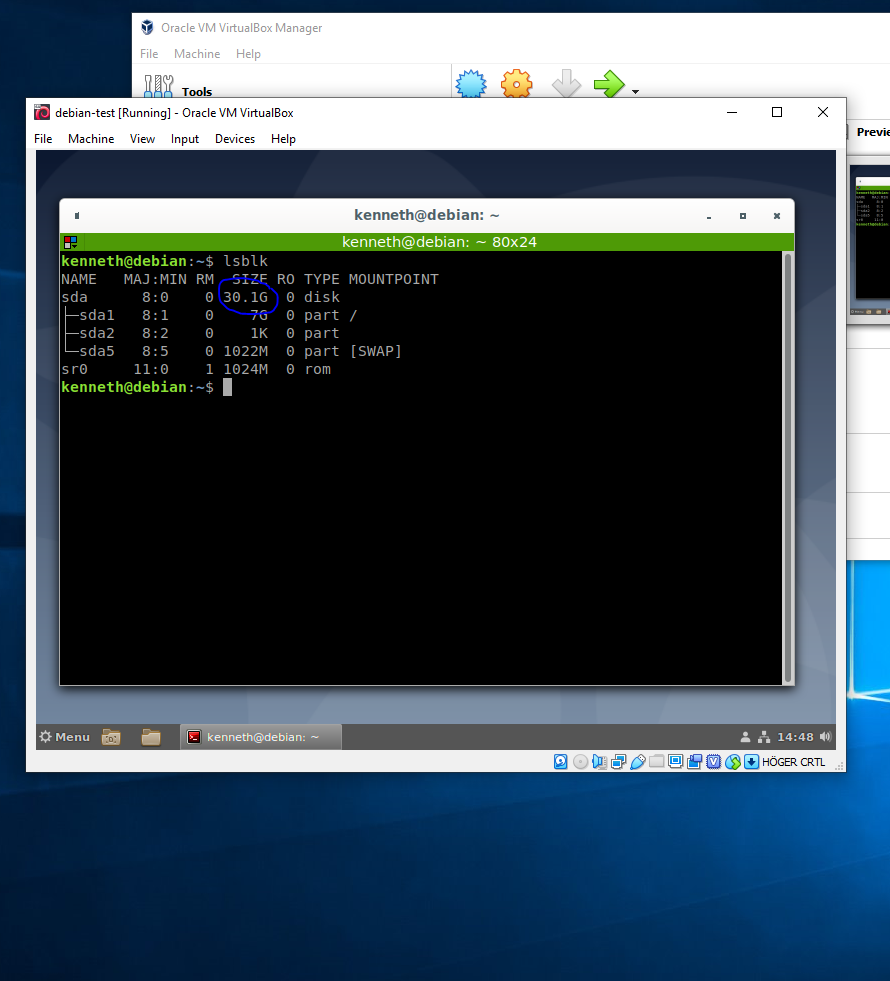 Oracle VM VirtualBox Manager
File Machine Help
Tools
debian-test [Running] - Oracle VM VirtualBox
File Machine View Input Devices Help
kenneth@debian: ~
kenneth@debian: ~ 80x24
kenneth@debian:~$ lsblk
NAME   MAJ:MIN RM  SIZE RO TYPE MOUNTPOINT
sda      8:0    0 30.1G  0 disk
├─sda1   8:1    0    7G  0 part /
├─sda2   8:2    0    1K  0 part
└─sda5   8:5    0 1022M  0 part [SWAP]
sr0     11:0    1 1024M  0 rom
kenneth@debian:~$
Menu
kenneth@debian: ~
14:48
HÖGER CRTL